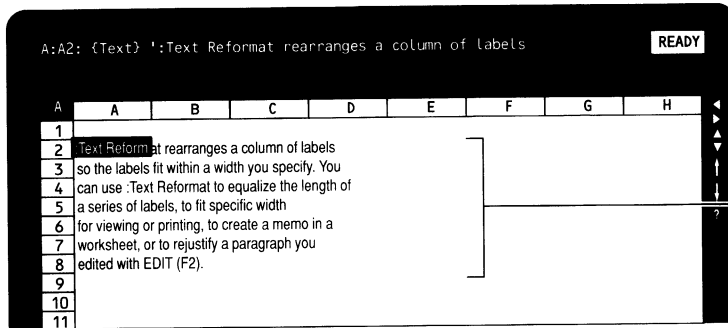 A:A2: {Text} ':Text Reformat rearranges a column of labels READY
A A B C D E F G H
1
2 :Text Reformat rearranges a column of labels
3 so the labels fit within a width you specify. You
4 can use :Text Reformat to equalize the length of
5 a series of labels, to fit specific width
6 for viewing or printing, to create a memo in a
7 worksheet, or to rejustify a paragraph you
8 edited with EDIT (F2).
9
10
11
?